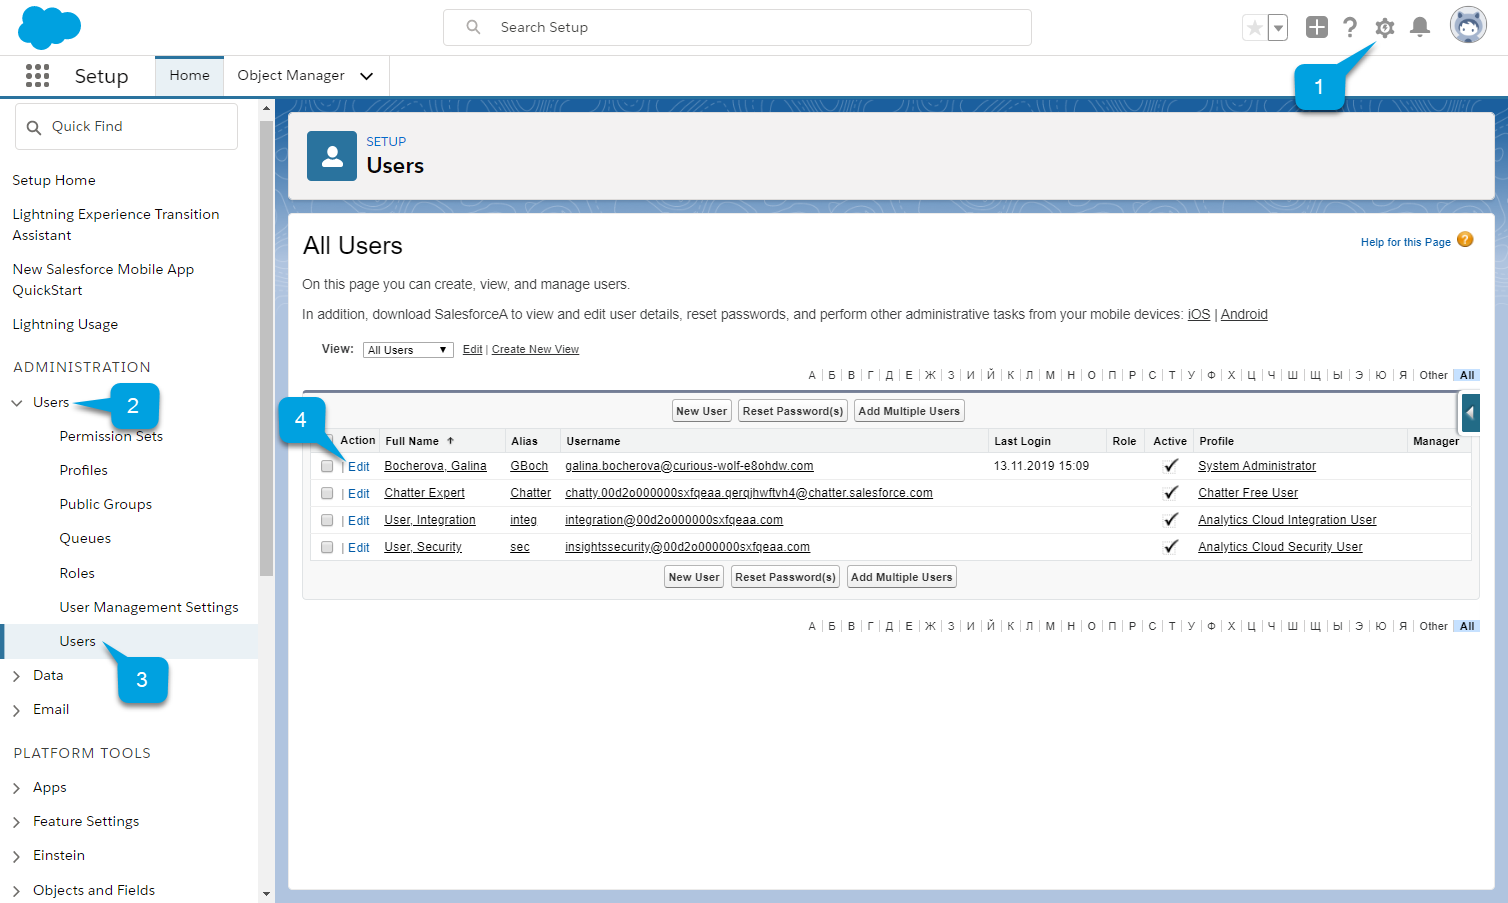 Search Setup
1
Setup
Home
Object Manager
Quick Find
Setup Home
Lightning Experience Transition
Assistant
New Salesforce Mobile App
QuickStart
Lightning Usage
ADMINISTRATION
Users
2
Permission Sets
Profiles
Public Groups
Queues
Roles
User Management Settings
Users
3
Data
Email
PLATFORM TOOLS
Apps
Feature Settings
Einstein
Objects and Fields
SETUP
Users
All Users
Help for this Page ?
On this page you can create, view, and manage users.
In addition, download SalesforceA to view and edit user details, reset passwords, and perform other administrative tasks from your mobile devices: iOS | Android
View: All Users Edit | Create New View
А | Б | В | Г | Д | Е | Ж | З | И | Й | К | Л | М | Н | О | П | Р | С | Т | У | Ф | Х | Ц | Ч | Ш | Щ | Ы | Э | Ю | Я | Other All
4
New User Reset Password(s) Add Multiple Users
Action Full Name Alias Username Last Login Role Active Profile Manager
| Edit Bocherova, Galina GBoch galina.bocherova@curious-wolf-e8ohdw.com 13.11.2019 15:09 System Administrator
| Edit Chatter Expert Chatter chatty.00d2o000000sxfqeaa.qerqjhwftvh4@chatter.salesforce.com Chatter Free User
| Edit User, Integration integ integration@00d2o000000sxfqeaa.com Analytics Cloud Integration User
| Edit User, Security sec insightssecurity@00d2o000000sxfqeaa.com Analytics Cloud Security User
New User Reset Password(s) Add Multiple Users
А | Б | В | Г | Д | Е | Ж | З | И | Й | К | Л | М | Н | О | П | Р | С | Т | У | Ф | Х | Ц | Ч | Ш | Щ | Ы | Э | Ю | Я | Other All